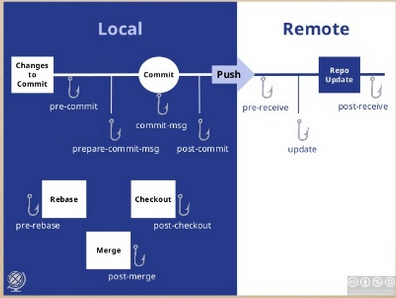 Local
Remote
Changes
to
Commit
Commit
Push
Repo
Update
pre-commit
commit-msg
prepare-commit-msg
post-commit
pre-receive
update
post-receive
Rebase
pre-rebase
Checkout
post-checkout
Merge
post-merge